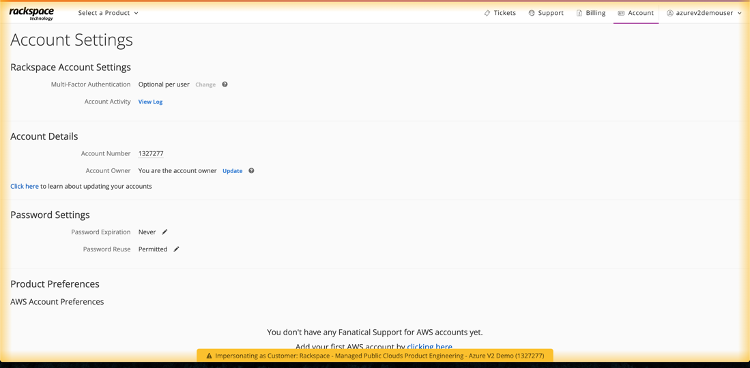 rackspace technology Select a Product Tickets Support Billing Account azurev2demouser
Account Settings
Rackspace Account Settings
Multi-Factor Authentication Optional per user Change
Account Activity View Log
Account Details
Account Number 1327277
Account Owner You are the account owner Update
Click here to learn about updating your accounts
Password Settings
Password Expiration Never
Password Reuse Permitted
Product Preferences
AWS Account Preferences
You don't have any Fanatical Support for AWS accounts yet.
Add your first AWS account by clicking here
Impersonating as Customer: Rackspace - Managed Public Clouds Product Engineering - Azure V2 Demo (1327277)